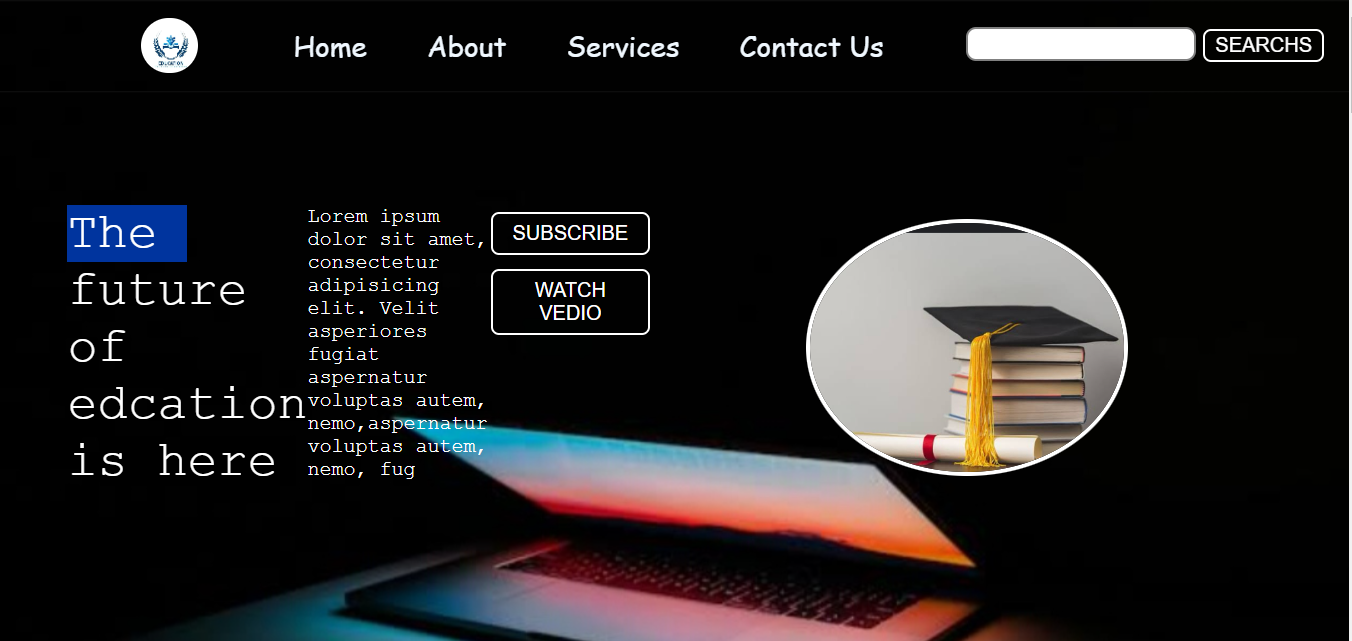 Home About Services Contact Us SEARCHS
The
future
of
edcation
is here
Lorem ipsum
dolor sit amet,
consectetur
adipisicing
elit. Velit
asperiores
fugiat
aspernatur
voluptas autem,
nemo,aspernatur
voluptas autem,
nemo, fug
SUBSCRIBE
WATCH
VEDIO